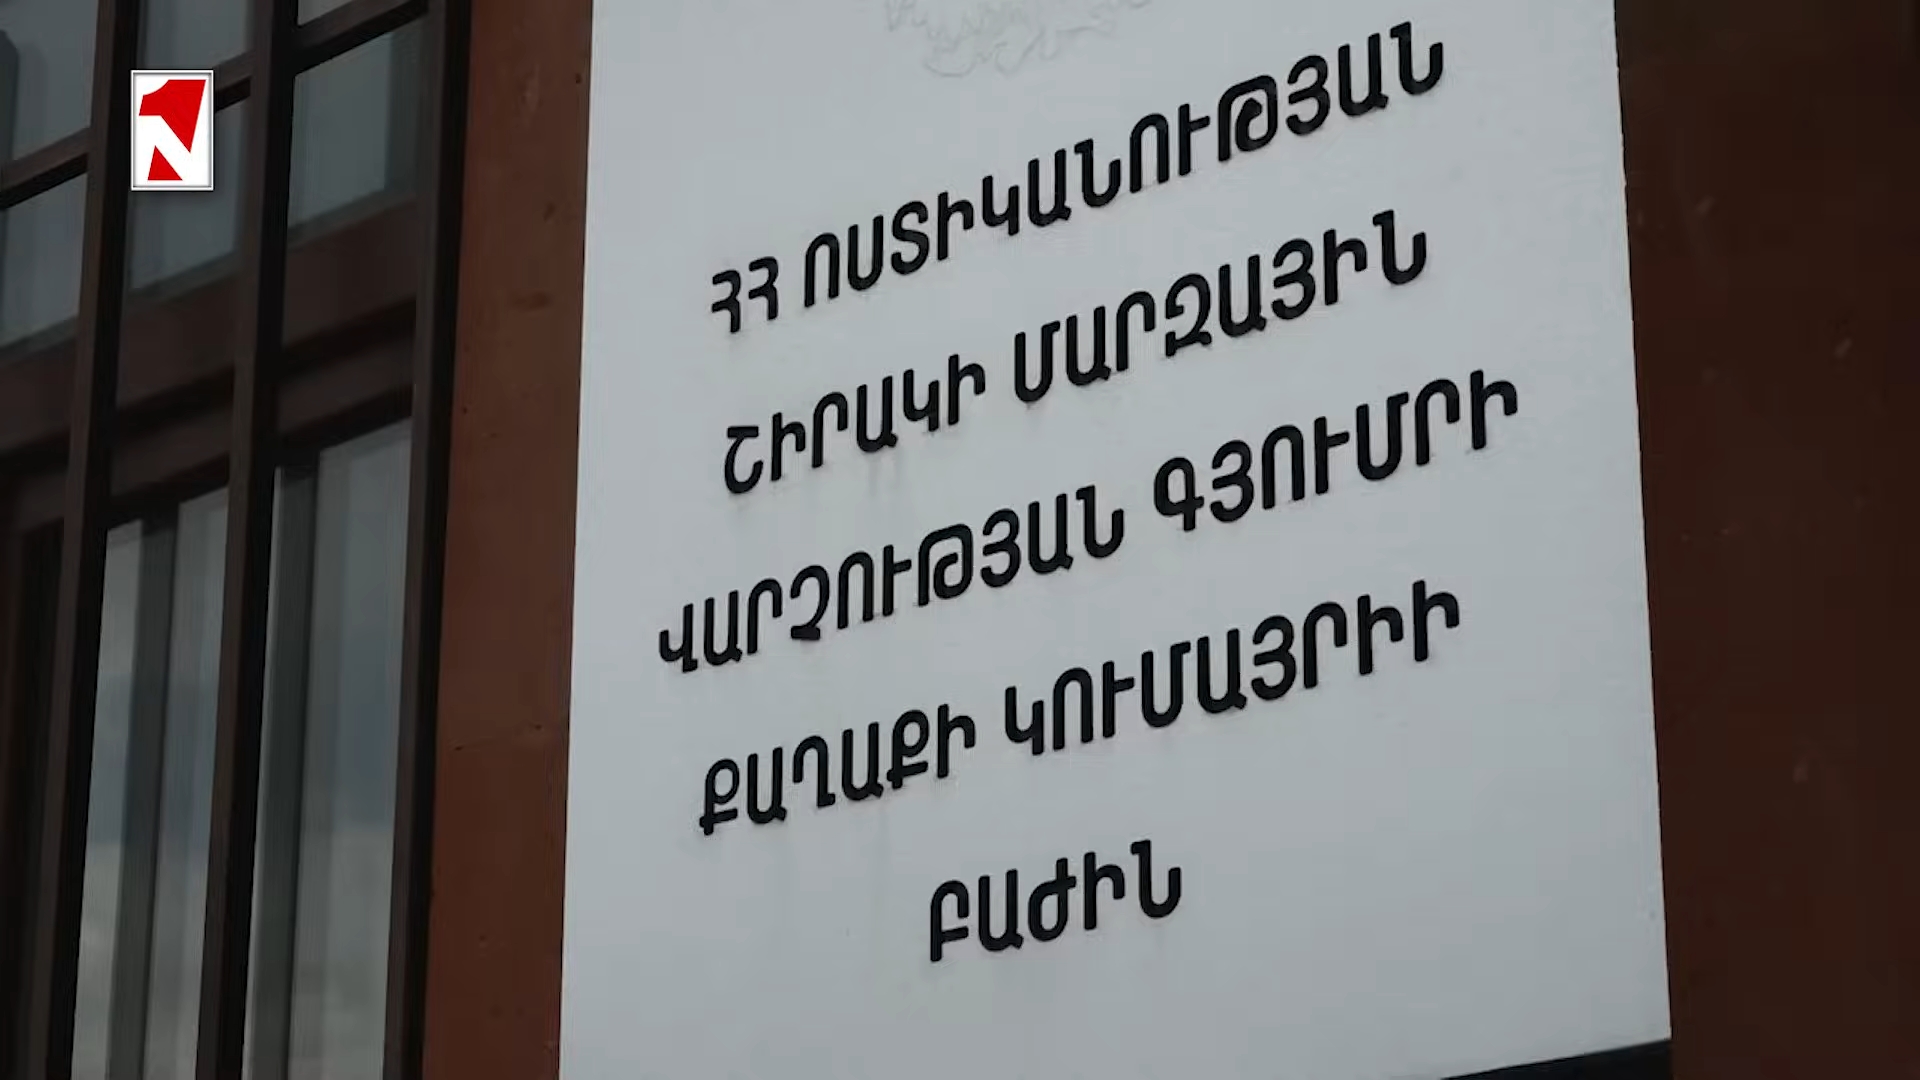 ՀՀ ՈՍՏԻԿԱՆՈՒԹՅԱՆ
ՇԻՐԱԿԻ ՄԱՐԶԱՅԻՆ
ՎԱՐՉՈՒԹՅԱՆ ԳՅՈՒՄՐԻ
ՔԱՂԱՔԻ ԿՈՒՄԱՅՐԻԻ
ԲԱԺԻՆ